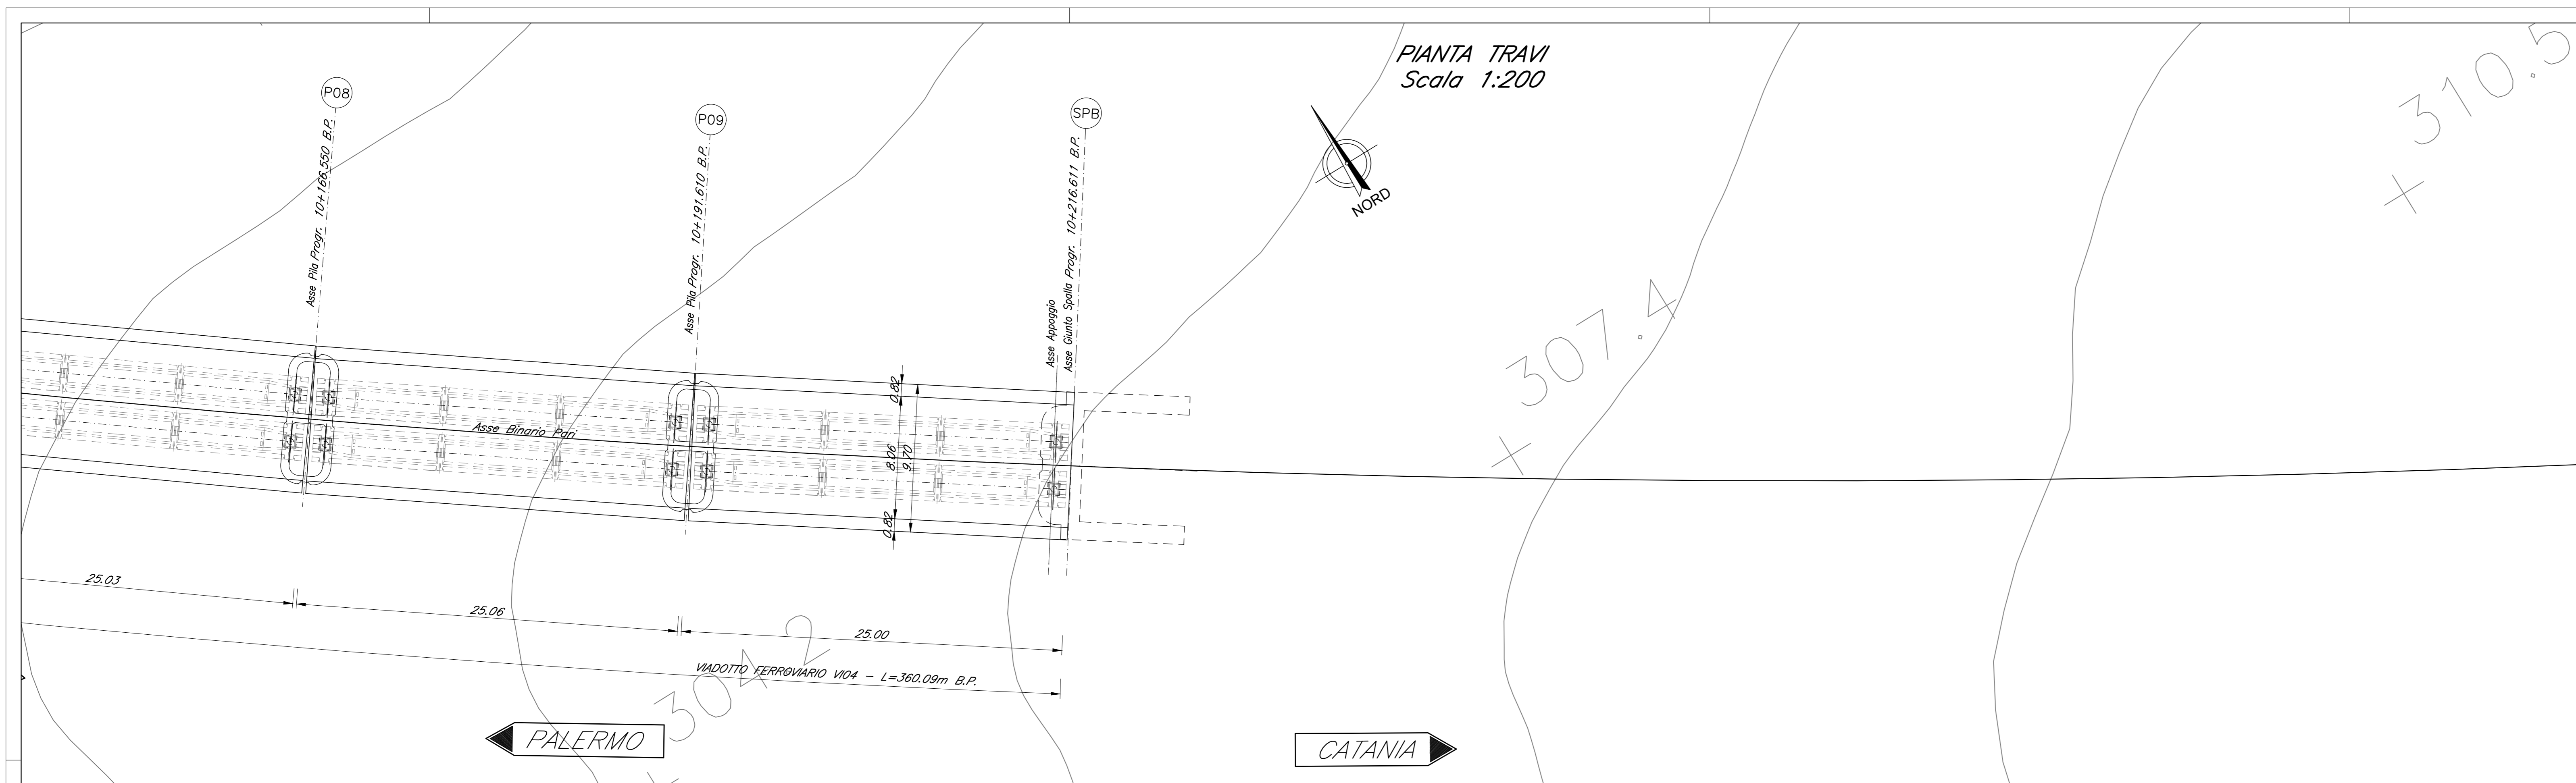 PIANTA TRAVI
Scala 1:200
NORD
P08
P09
SPB
Asse Pila Progr. 10+166.550 B.P.
Asse Pila Progr. 10+191.610 B.P.
Asse Appoggio
Asse Giunto Spalla Progr. 10+216.611 B.P.
310.5
307.4
304.2
Asse Binario Pari
0.82
8.06
9.70
0.82
25.03
25.06
25.00
VIADOTTO FERROVIARIO VI04 - L=360.09m B.P.
PALERMO
CATANIA